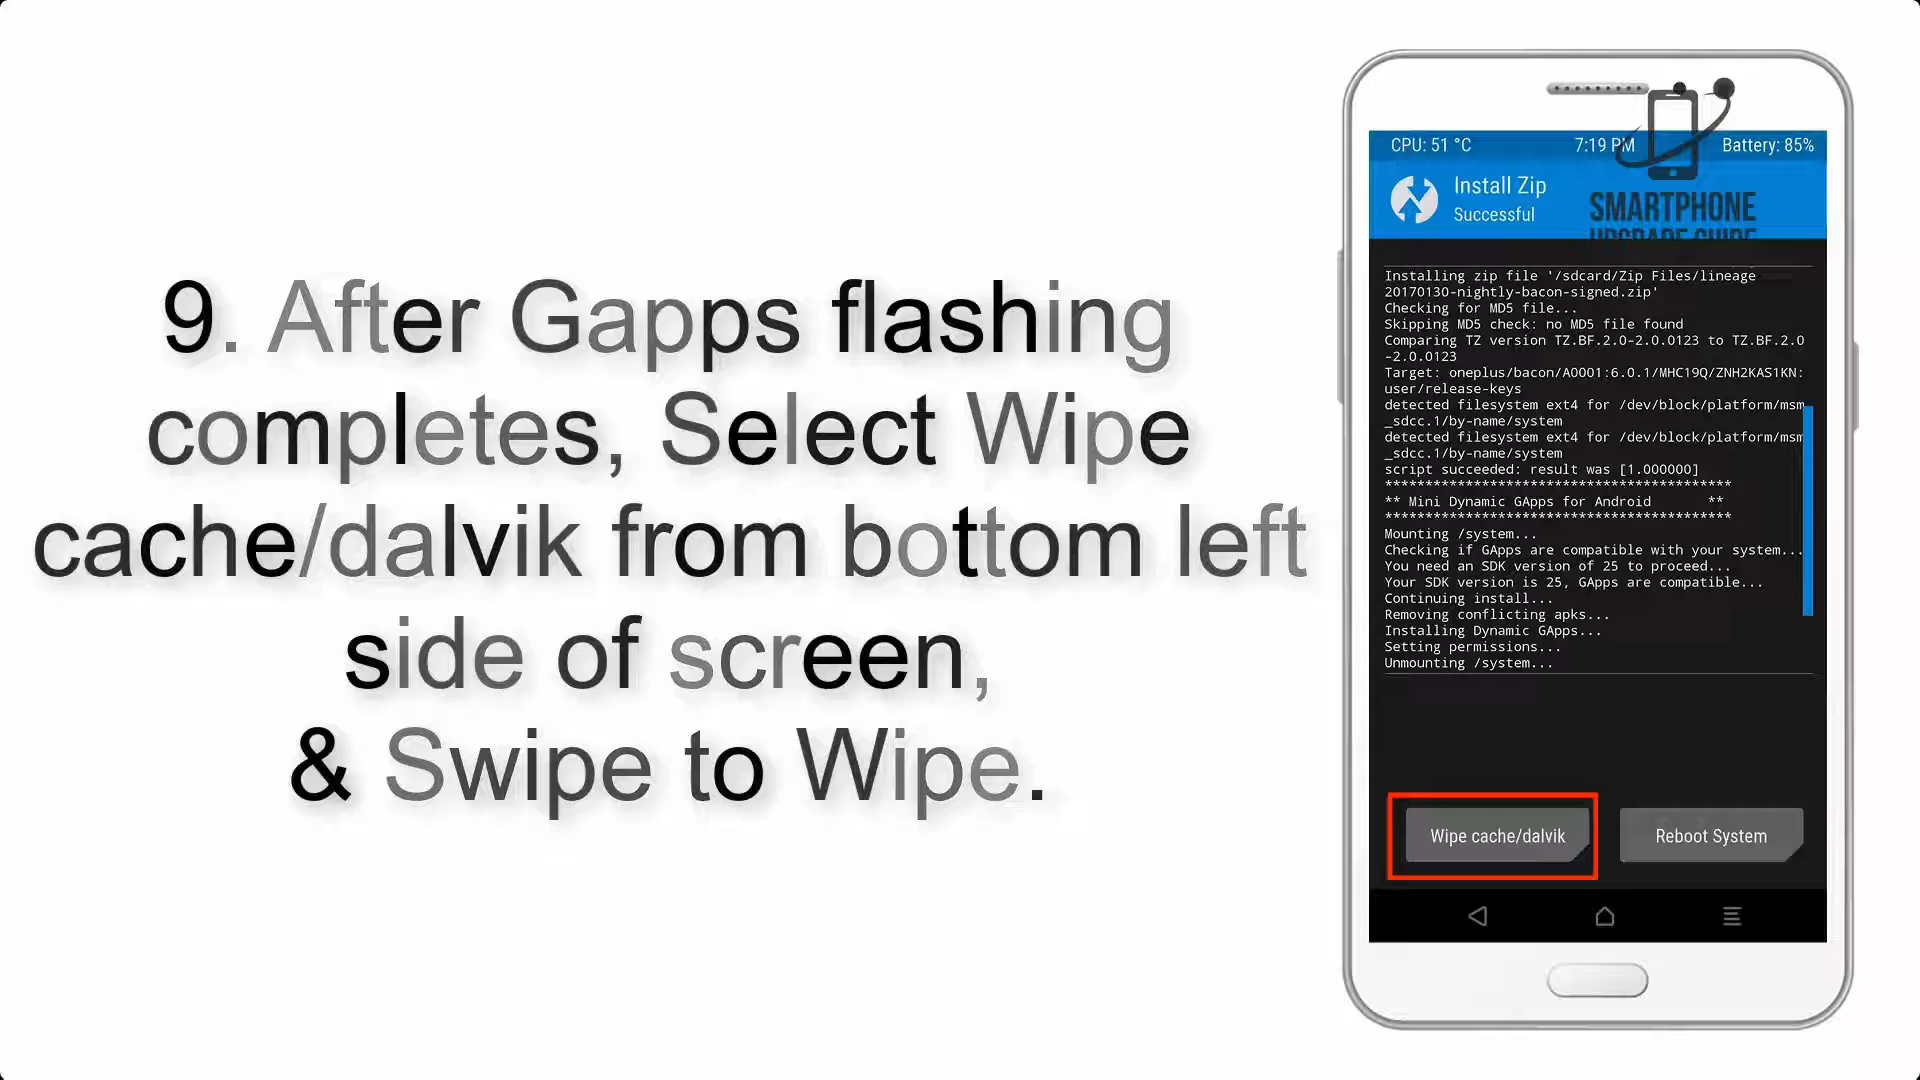 9. After Gapps flashing
completes, Select Wipe
cache/dalvik from bottom left
side of screen,
& Swipe to Wipe.
CPU: 51 °C 7:19 PM Battery: 85%
Install Zip
Successful
SMARTPHONE
UPGRADE GUIDE
Installing zip file '/sdcard/Zip Files/lineage
20170130-nightly-bacon-signed.zip'
Checking for MD5 file...
Skipping MD5 check: no MD5 file found
Comparing TZ version TZ.BF.2.0-2.0.0123 to TZ.BF.2.0
-2.0.0123
Target: oneplus/bacon/A0001:6.0.1/MHC19Q/ZNH2KAS1KN:
user/release-keys
detected filesystem ext4 for /dev/block/platform/msm
_sdcc.1/by-name/system
detected filesystem ext4 for /dev/block/platform/msm
_sdcc.1/by-name/system
script succeeded: result was [1.000000]
*******************************************
** Mini Dynamic GApps for Android **
*******************************************
Mounting /system...
Checking if GApps are compatible with your system...
You need an SDK version of 25 to proceed...
Your SDK version is 25, GApps are compatible...
Continuing install...
Removing conflicting apks...
Installing Dynamic GApps...
Setting permissions...
Unmounting /system...
Wipe cache/dalvik Reboot System